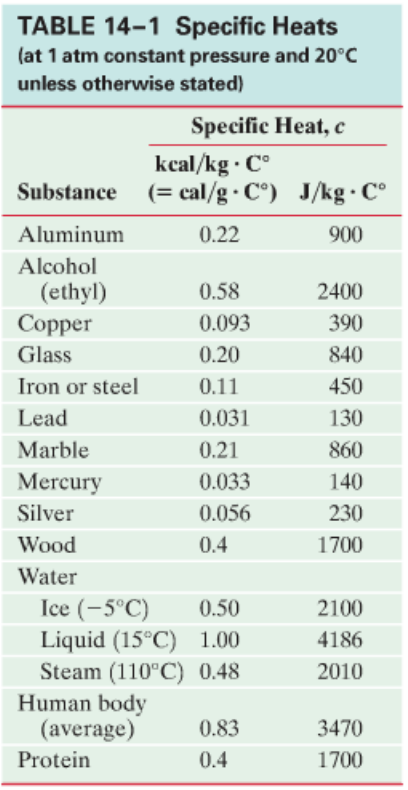 TABLE 14–1 Specific Heats
(at 1 atm constant pressure and 20°C
unless otherwise stated)
Specific Heat, c
kcal/kg · C°
Substance (= cal/g · C°) J/kg · C°
Aluminum 0.22 900
Alcohol
(ethyl) 0.58 2400
Copper 0.093 390
Glass 0.20 840
Iron or steel 0.11 450
Lead 0.031 130
Marble 0.21 860
Mercury 0.033 140
Silver 0.056 230
Wood 0.4 1700
Water
Ice (−5°C) 0.50 2100
Liquid (15°C) 1.00 4186
Steam (110°C) 0.48 2010
Human body
(average) 0.83 3470
Protein 0.4 1700